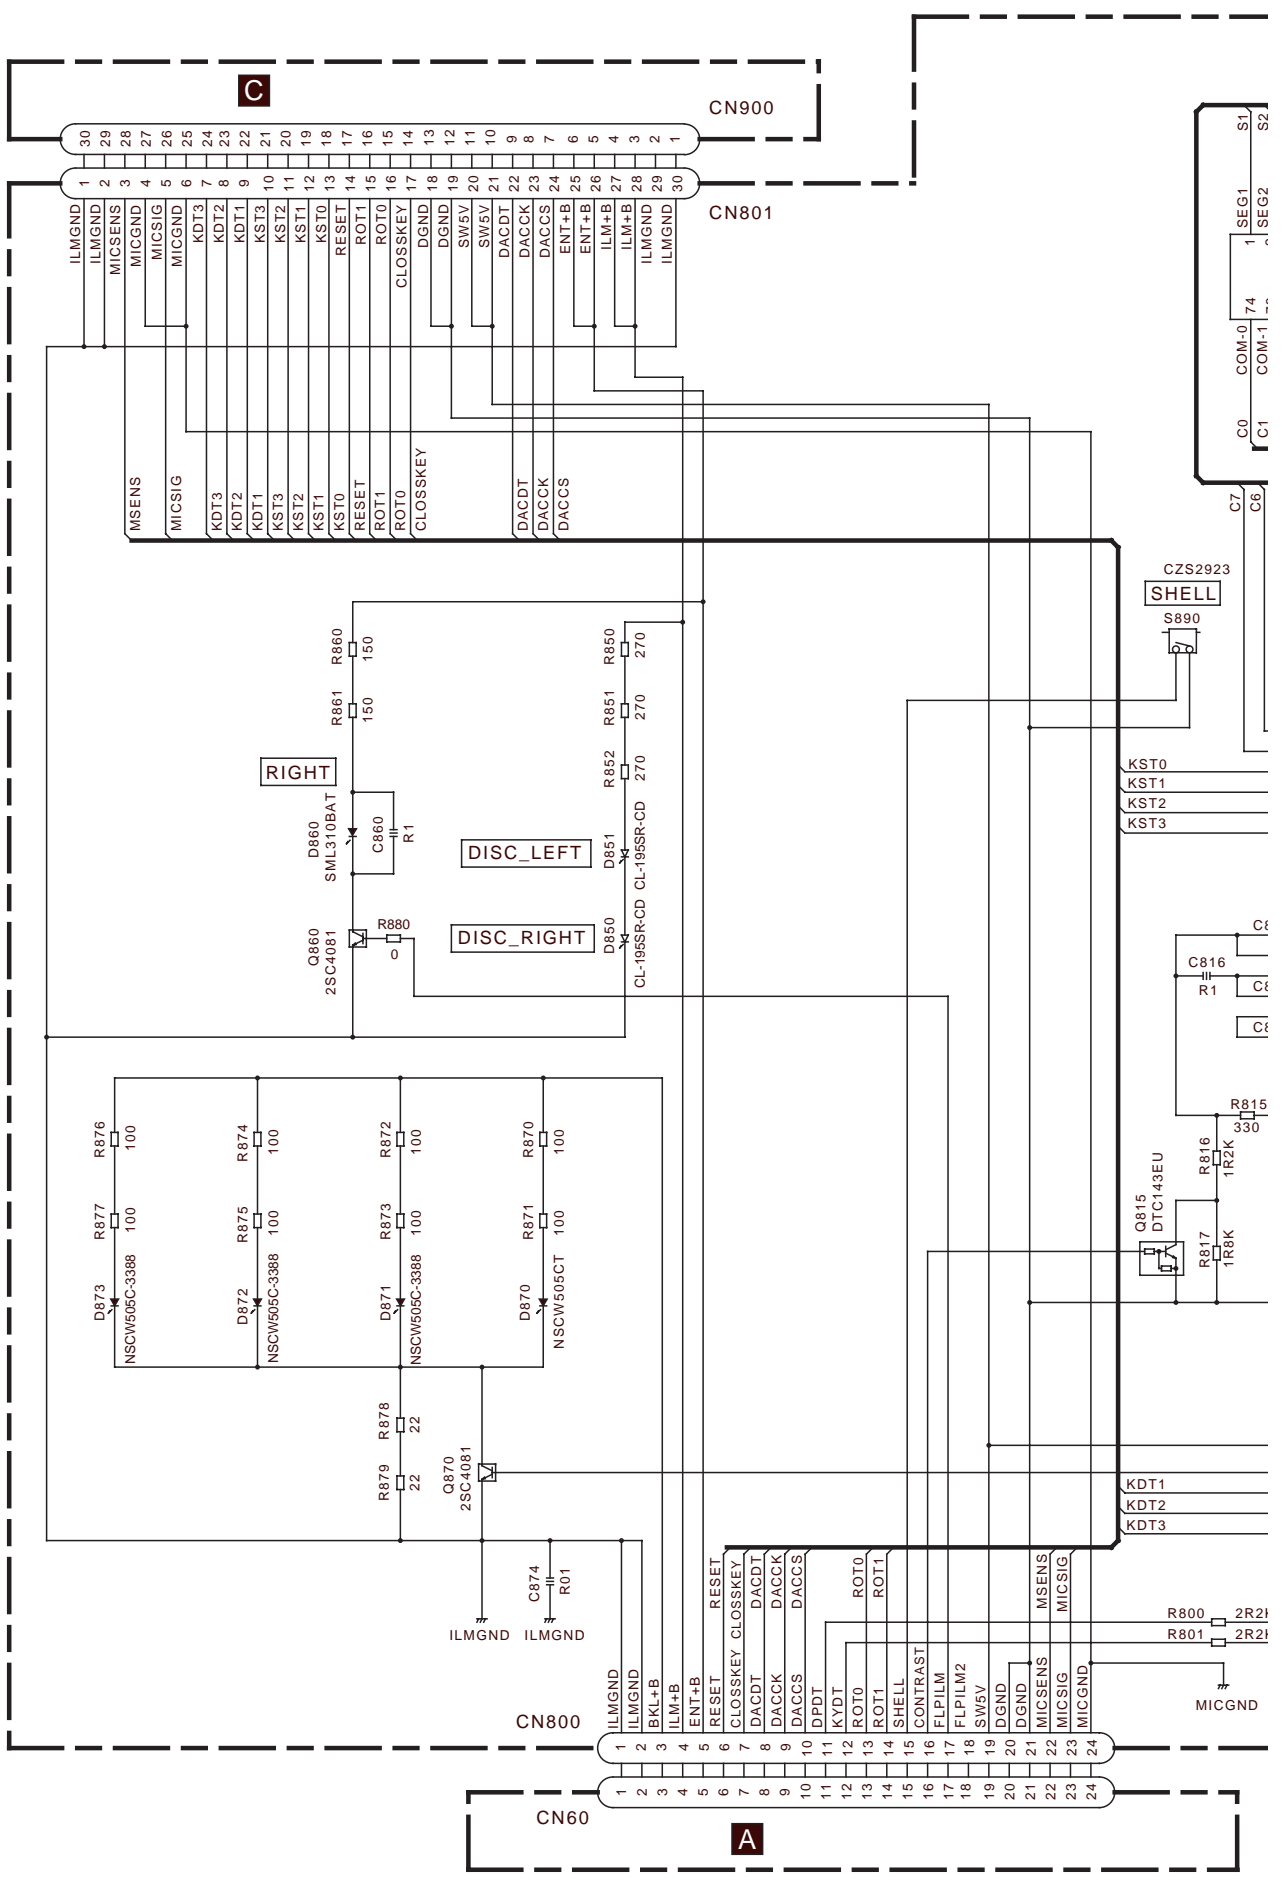 C
CN900
30 29 28 27 26 25 24 23 22 21 20 19 18 17 16 15 14 13 12 11 10 9 8 7 6 5 4 3 2 1
1 2 3 4 5 6 7 8 9 10 11 12 13 14 15 16 17 18 19 20 21 22 23 24 25 26 27 28 29 30
CN801
ILMGND ILMGND MICSENS MICGND MICSIG MICGND KDT3 KDT2 KDT1 KST3 KST2 KST1 KST0 RESET ROT1 ROT0 CLOSSKEY DGND DGND SW5V SW5V DACDT DACCK DACCS ENT+B ENT+B ILM+B ILM+B ILMGND ILMGND
S1 S2
SEG1 SEG2
1
74
COM-0 COM-1
C0 C1
MSENS MICSIG KDT3 KDT2 KDT1 KST3 KST2 KST1 KST0 RESET ROT1 ROT0 CLOSSKEY DACDT DACCK DACCS
C7 C6
CZS2923
SHELL
S890
R860 150
R850 270
R861 150
R851 270
R852 270
RIGHT
KST0
KST1
KST2
KST3
D860 SML310BAT
C860 R1
DISC_LEFT
D851 CL-195SR-CD
DISC_RIGHT
D850 CL-195SR-CD
Q860 2SC4081
R880
0
C8
C816
R1
C8
C8
R876 100
R874 100
R872 100
R870 100
R815
330
R816 1R2K
R877 100
R875 100
R873 100
R871 100
Q815 DTC143EU
R817 1R8K
D873 NSCW505C-3388
D872 NSCW505C-3388
D871 NSCW505C-3388
D870 NSCW505CT
R878 22
R879 22
Q870 2SC4081
KDT1
KDT2
KDT3
C874 R01
ILMGND ILMGND
RESET CLOSSKEY DACDT DACCK DACCS ROT0 ROT1 MSENS MICSIG
R800 2R2K
R801 2R2K
MICGND
ILMGND ILMGND BKL+B ILM+B ENT+B RESET CLOSSKEY DACDT DACCK DACCS DPDT KYDT ROT0 ROT1 SHELL CONTRAST FLPILM FLPILM2 SW5V DGND DGND MICSENS MICSIG MICGND
CN800
1 2 3 4 5 6 7 8 9 10 11 12 13 14 15 16 17 18 19 20 21 22 23 24
1 2 3 4 5 6 7 8 9 10 11 12 13 14 15 16 17 18 19 20 21 22 23 24
CN60
A